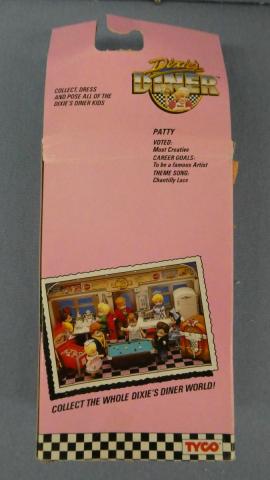 Dixie's
DINER
COLLECT, DRESS
AND POSE ALL OF THE
DIXIE'S DINER KIDS
PATTY
VOTED:
Most Creative
CAREER GOALS:
To be a famous Artist
THEME SONG:
Chantilly Lace
COLLECT THE WHOLE DIXIE'S DINER WORLD!
TYCO